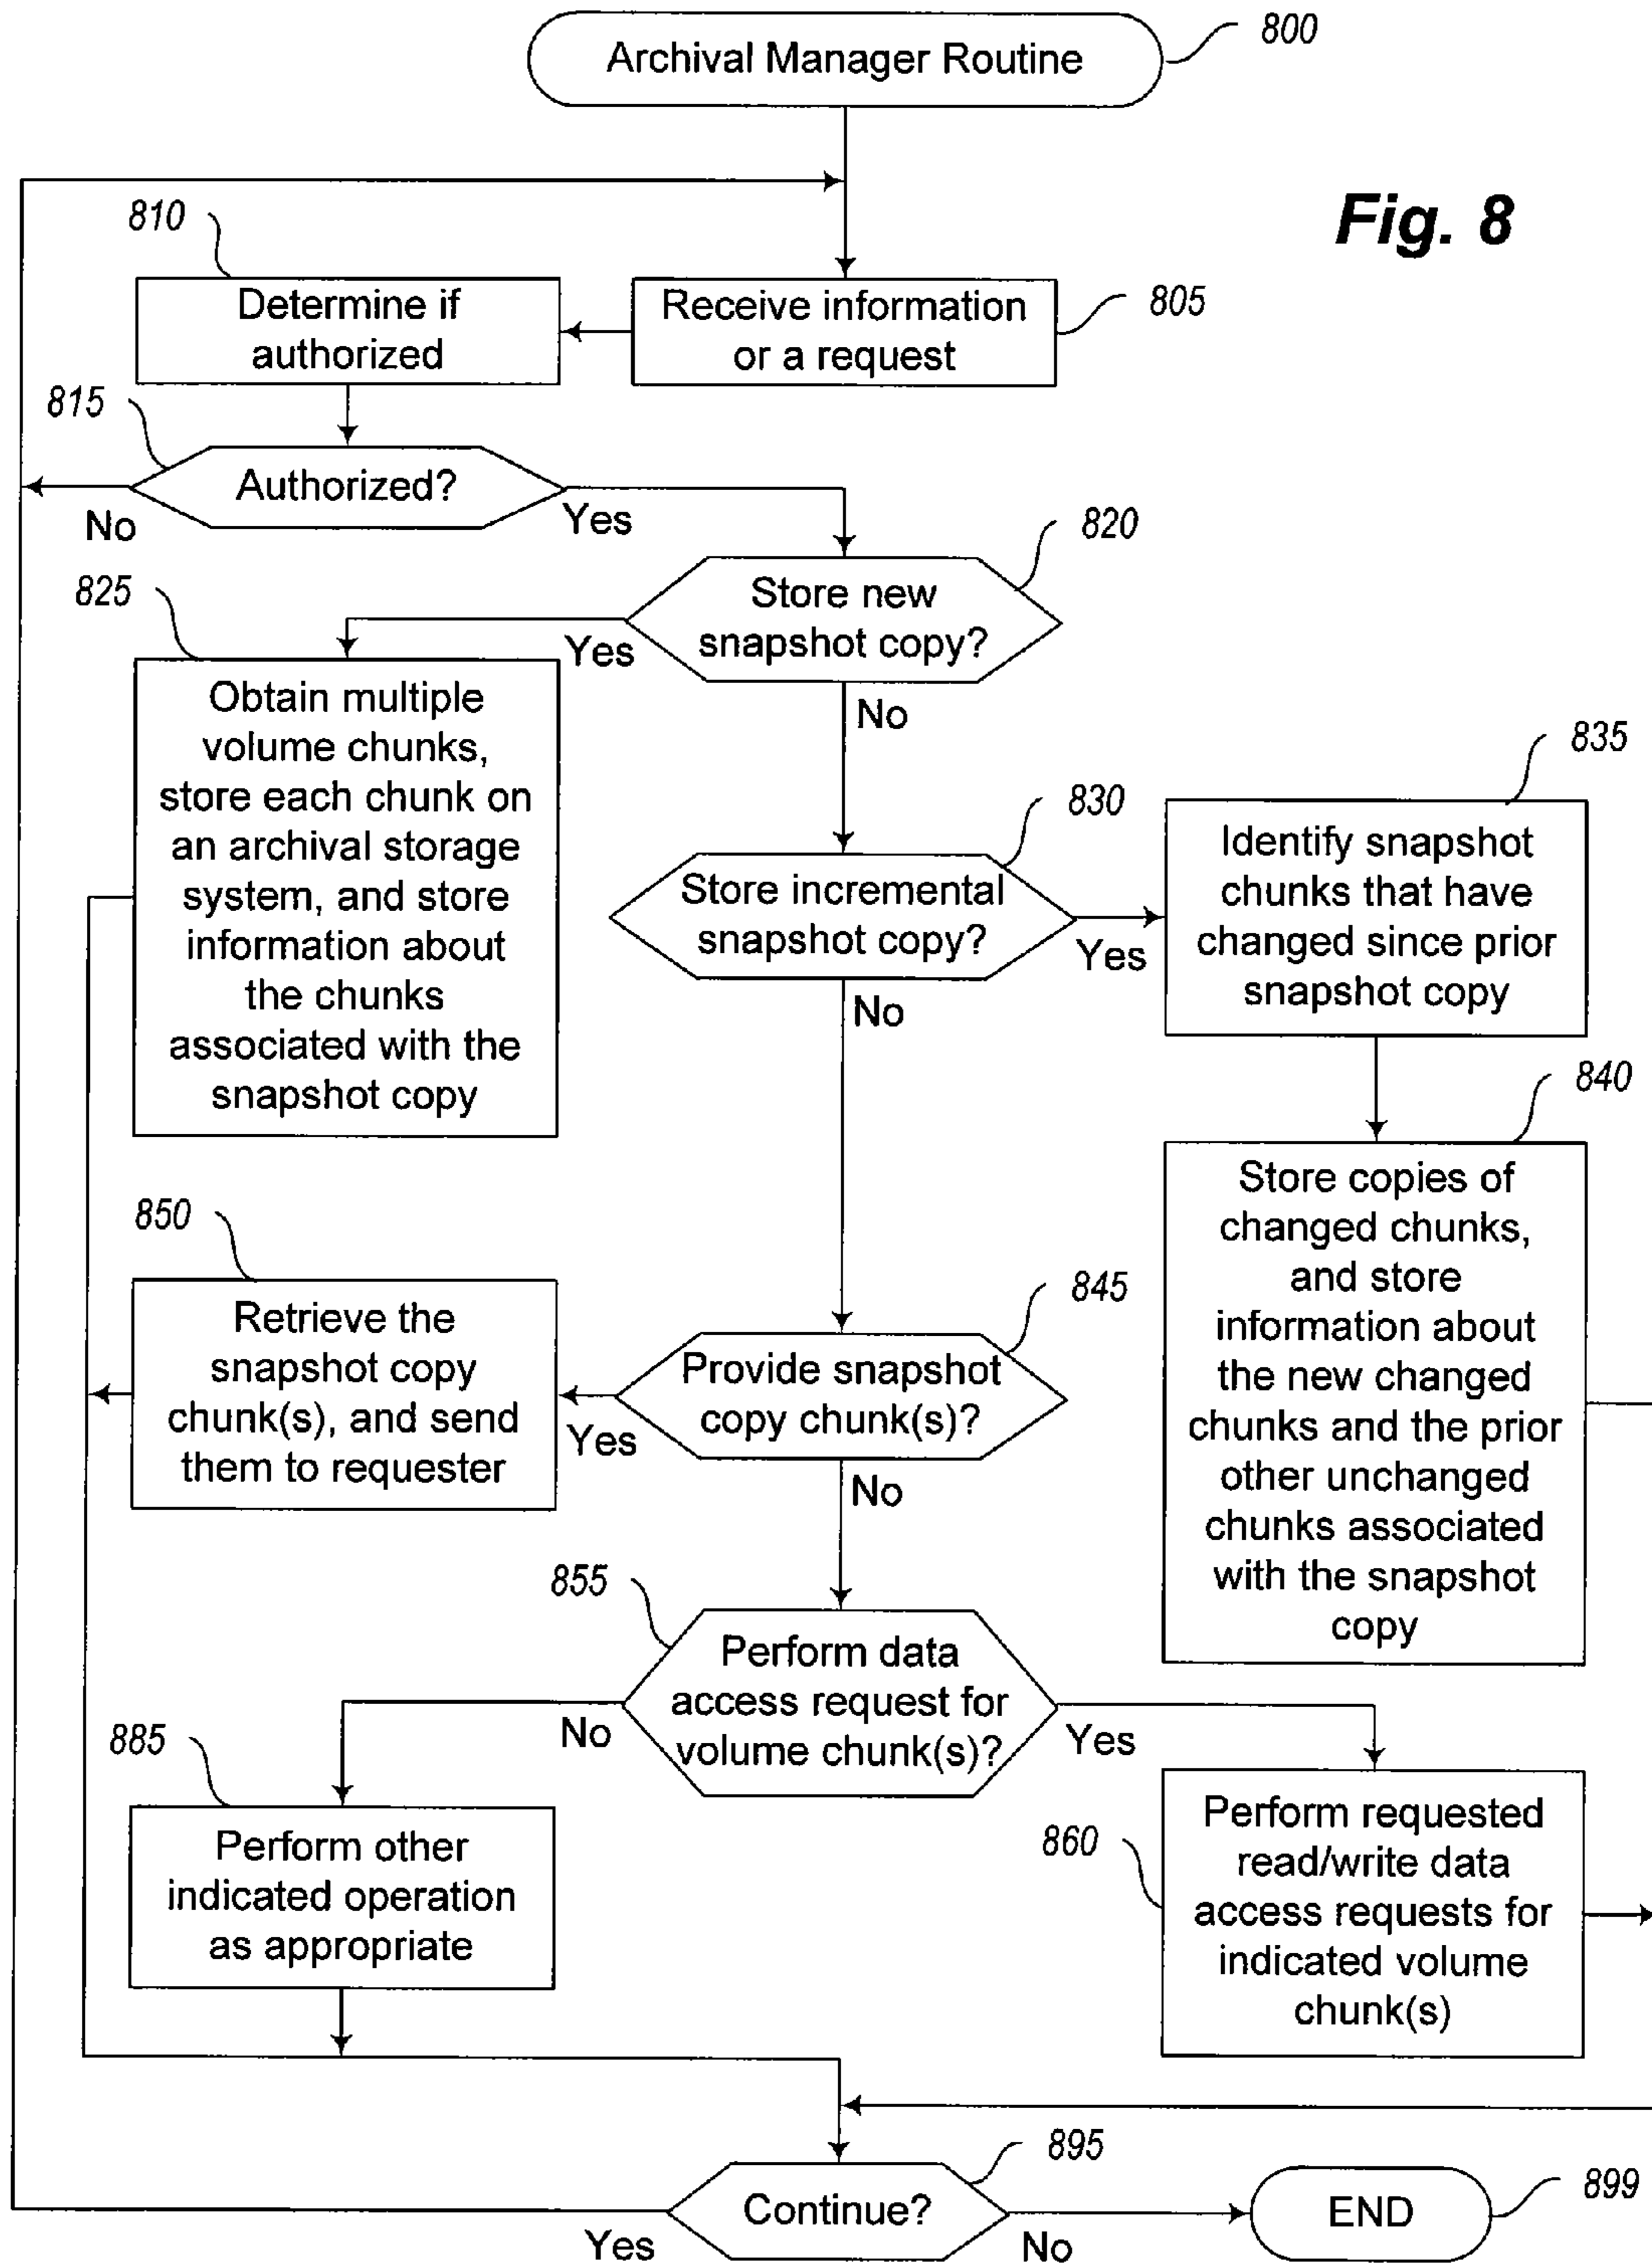 Archival Manager Routine
800
Fig. 8
810
Determine if
authorized
Receive information
or a request
805
815
Authorized?
No
Yes
820
Store new
snapshot copy?
Yes
No
825
Obtain multiple
volume chunks,
store each chunk on
an archival storage
system, and store
information about
the chunks
associated with the
snapshot copy
830
Store incremental
snapshot copy?
Yes
No
835
Identify snapshot
chunks that have
changed since prior
snapshot copy
840
Store copies of
changed chunks,
and store
information about
the new changed
chunks and the prior
other unchanged
chunks associated
with the snapshot
copy
845
Provide snapshot
copy chunk(s)?
Yes
No
850
Retrieve the
snapshot copy
chunk(s), and send
them to requester
855
Perform data
access request for
volume chunk(s)?
No
Yes
885
Perform other
indicated operation
as appropriate
860
Perform requested
read/write data
access requests for
indicated volume
chunk(s)
895
Continue?
Yes
No
END
899